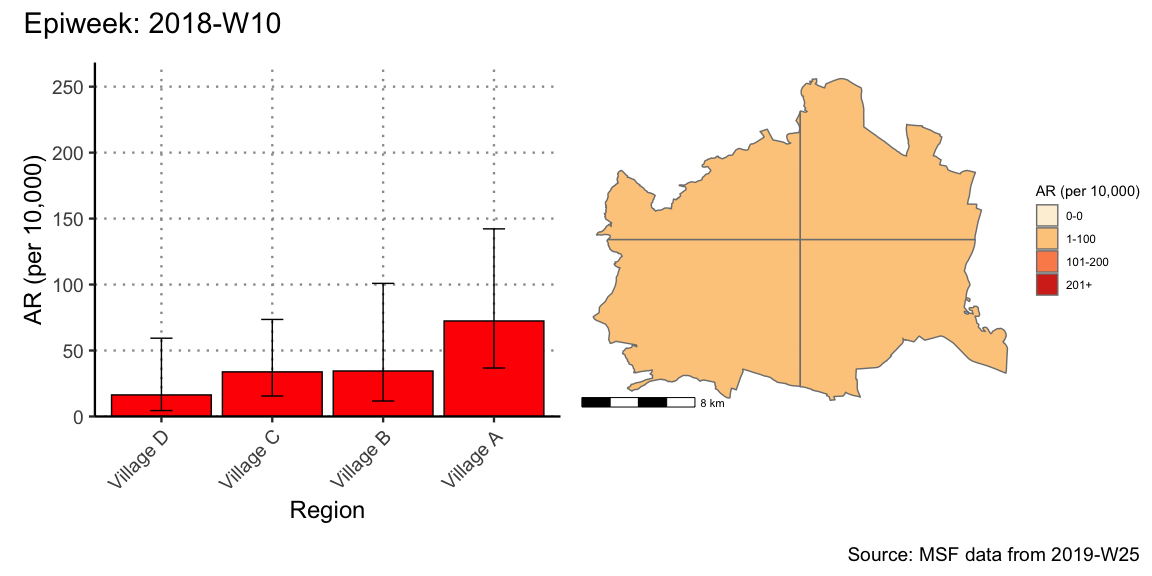 Epiweek: 2018-W10
AR (per 10,000)
250
200
150
100
50
0
Village D
Village C
Village B
Village A
Region
8 km
AR (per 10,000)
0-0
1-100
101-200
201+
Source: MSF data from 2019-W25